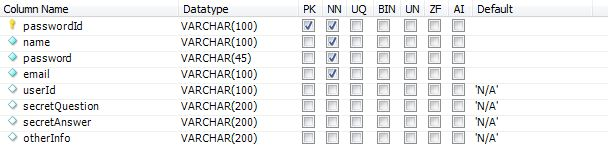 Column Name Datatype PK NN UQ BIN UN ZF AI Default
passwordId VARCHAR(100)
name VARCHAR(100)
password VARCHAR(45)
email VARCHAR(100)
userId VARCHAR(100) 'N/A'
secretQuestion VARCHAR(200) 'N/A'
secretAnswer VARCHAR(200) 'N/A'
otherInfo VARCHAR(200) 'N/A'